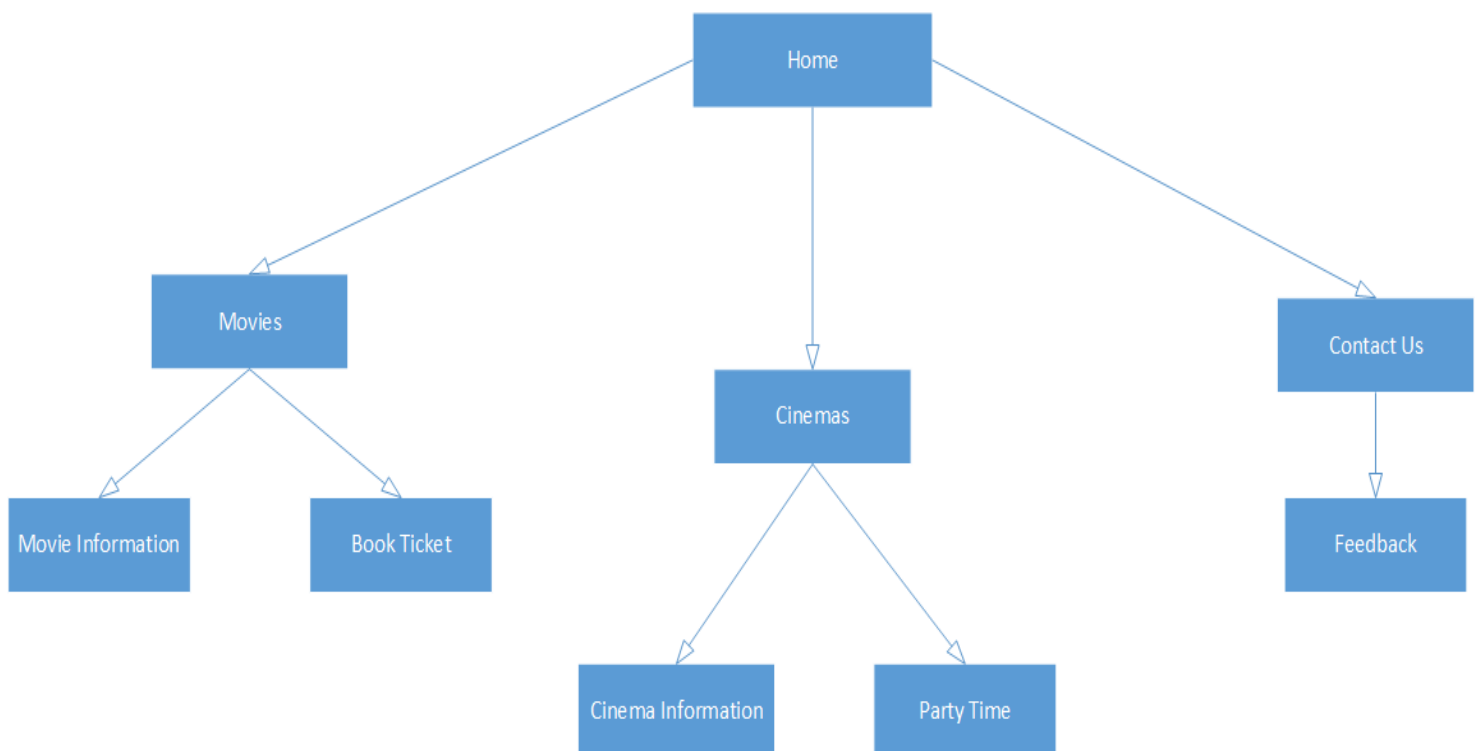 Home
Movies
Contact Us
Cinemas
Movie Information
Book Ticket
Feedback
Cinema Information
Party Time